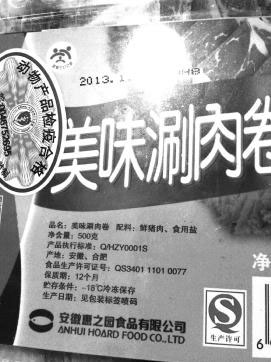 动物产品检疫合格
2013.1
美味涮肉卷
品名：美味涮肉卷 配料：鲜猪肉、食用盐
净含量：500克
产品执行标准：Q/HZY0001S
产地：安徽、合肥
食品生产许可证号：QS3401 1101 0077
保质期：12个月
贮存条件：-18℃冷冻保存
生产日期：见包装标签喷码
净
安徽惠之园食品有限公司
ANHUI HOARD FOOD CO.,LTD
QS
生产许可
6